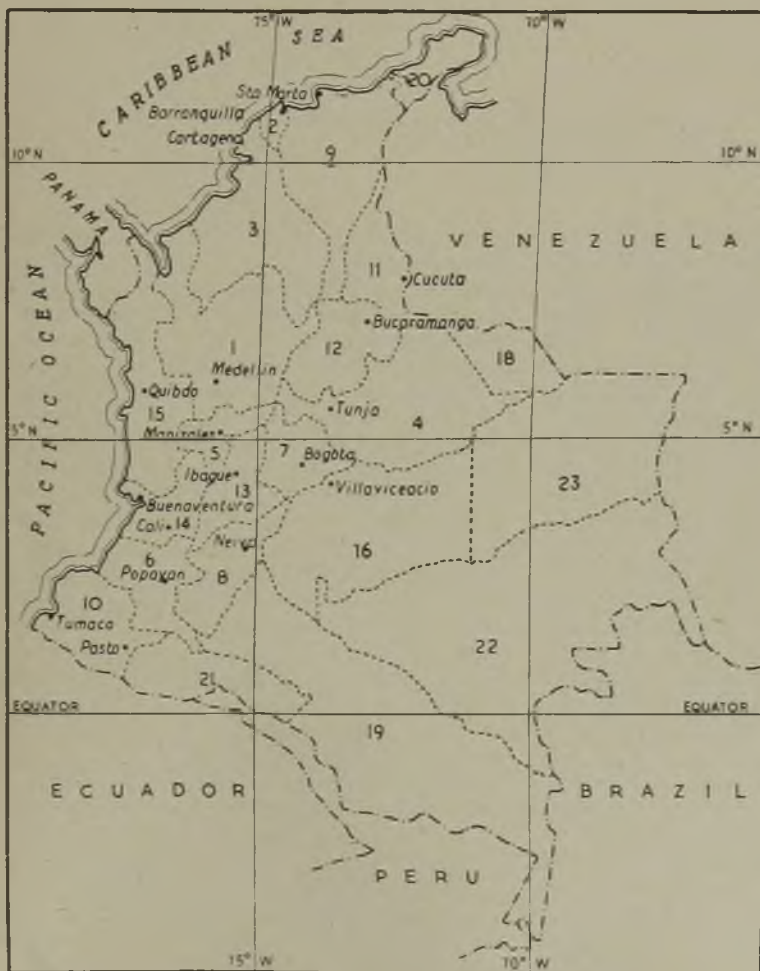 75° W
70° W
CARIBBEAN SEA
Sta Marta
20
Barranquilla
2
Cartagena
9
10° N
10° N
PANAMA
3
VENEZUELA
11
Cucuta
Bucaramanga
12
18
1
Medellin
PACIFIC OCEAN
Quibdo
Tunja
15
4
Manizales
5° N
5° N
5
7
Bogota
Ibague
13
Villaviceacio
23
Buenaventura
Cali
14
Neiva
16
6
8
Popayan
10
Tumaco
Pasto
22
21
EQUATOR
EQUATOR
19
ECUADOR
BRAZIL
PERU
75° W
70° W